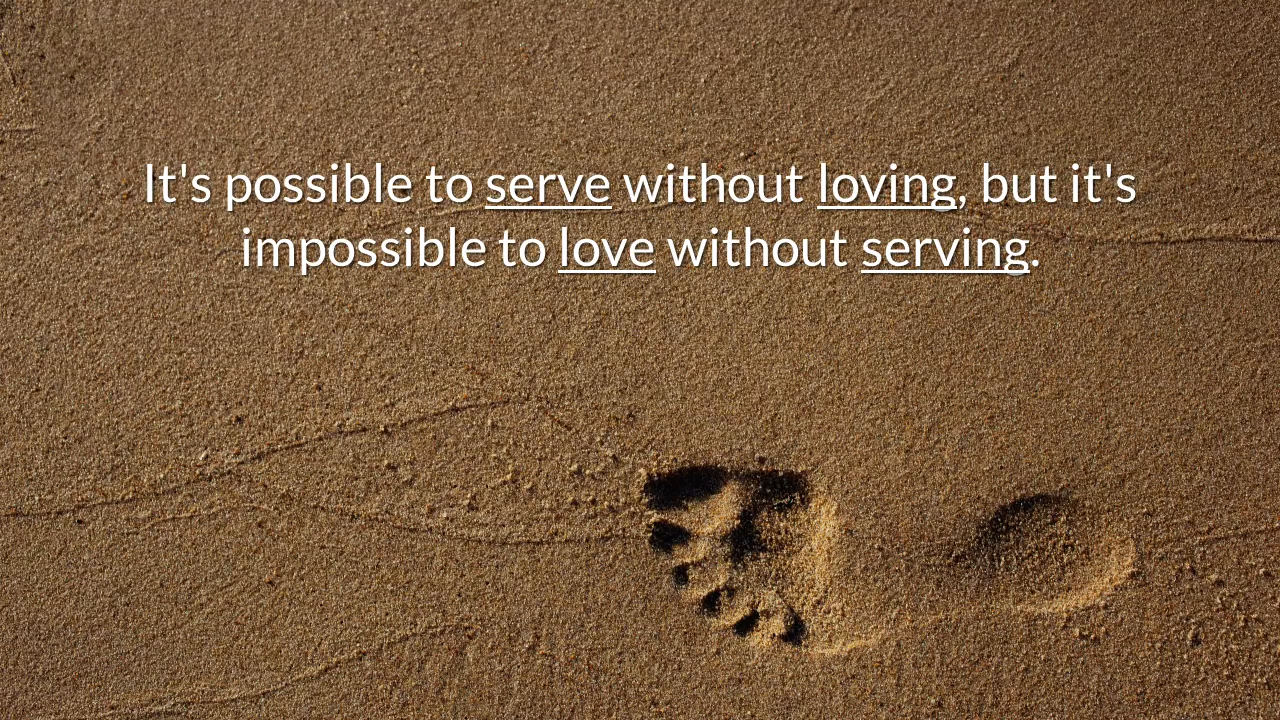 It's possible to serve without loving, but it's
impossible to love without serving.